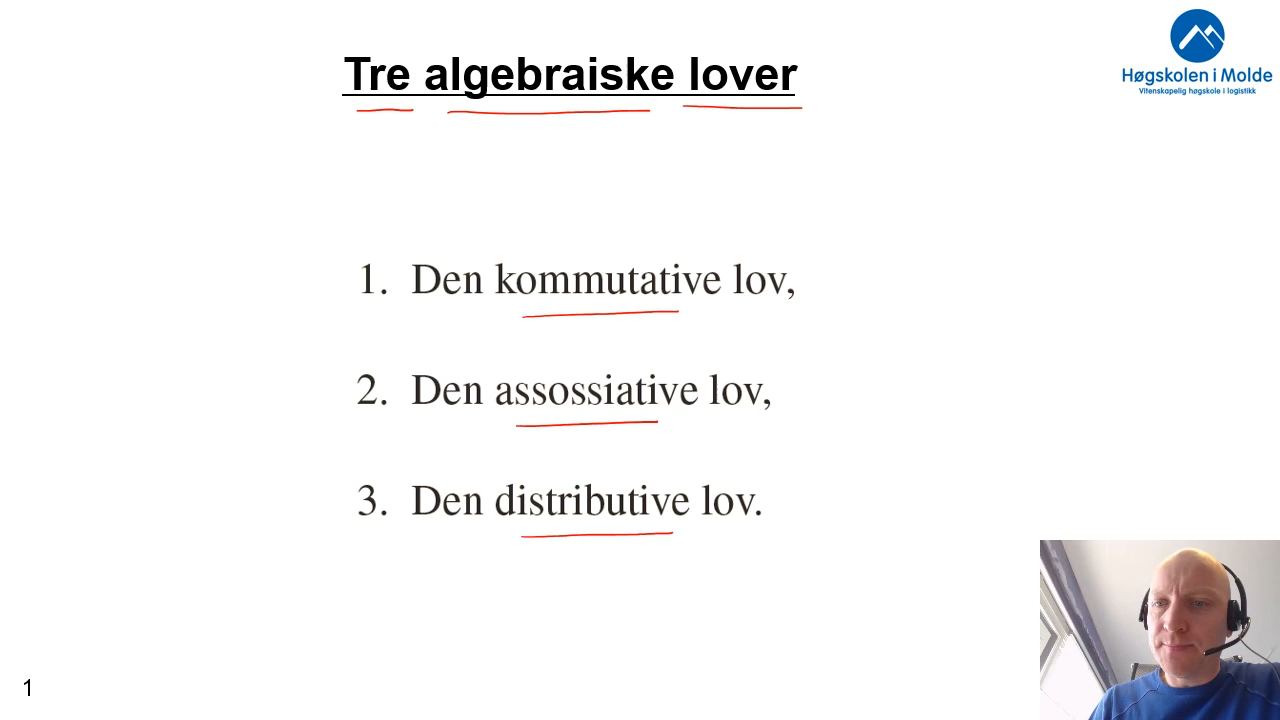 Tre algebraiske lover
Høgskolen i Molde
Vitenskapelig høgskole i logistikk
1. Den kommutative lov,
2. Den assossiative lov,
3. Den distributive lov.
1